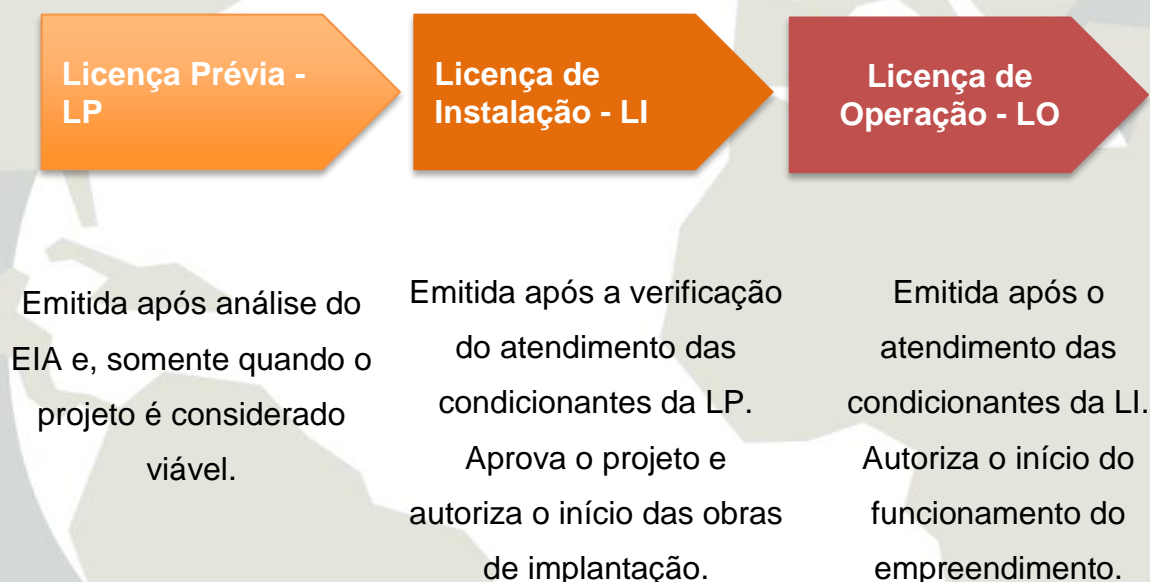 Licença Prévia -
LP
Licença de
Instalação - LI
Licença de
Operação - LO
Emitida após análise do
EIA e, somente quando o
projeto é considerado
viável.
Emitida após a verificação
do atendimento das
condicionantes da LP.
Aprova o projeto e
autoriza o início das obras
de implantação.
Emitida após o
atendimento das
condicionantes da LI.
Autoriza o início do
funcionamento do
empreendimento.